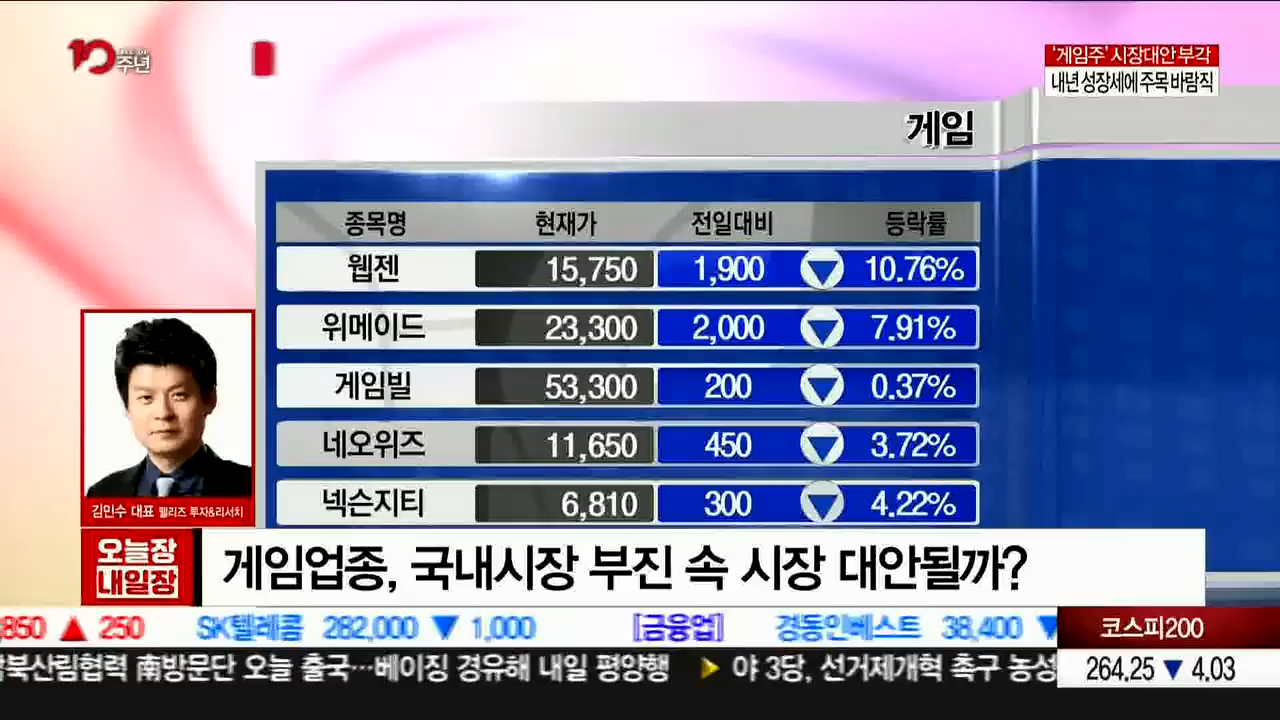 10주년
'게임주' 시장대안 부각
내년 성장세에 주목 바람직
게임
종목명 현재가 전일대비 등락률
웹젠 15,750 1,900 ▼ 10.76%
위메이드 23,300 2,000 ▼ 7.91%
게임빌 53,300 200 ▼ 0.37%
네오위즈 11,650 450 ▼ 3.72%
넥슨지티 6,810 300 ▼ 4.22%
김민수 대표 펠리즈 투자&리서치
오늘장
내일장
게임업종, 국내시장 부진 속 시장 대안될까?
850 ▲ 250 SK텔레콤 282,000 ▼ 1,000 [금융업] 경동인베스트 38,400 ▼
코스피200
북산림협력 南방문단 오늘 출국…베이징 경유해 내일 평양행 ▶ 야 3당, 선거제개혁 촉구 농성
264.25 ▼ 4.03